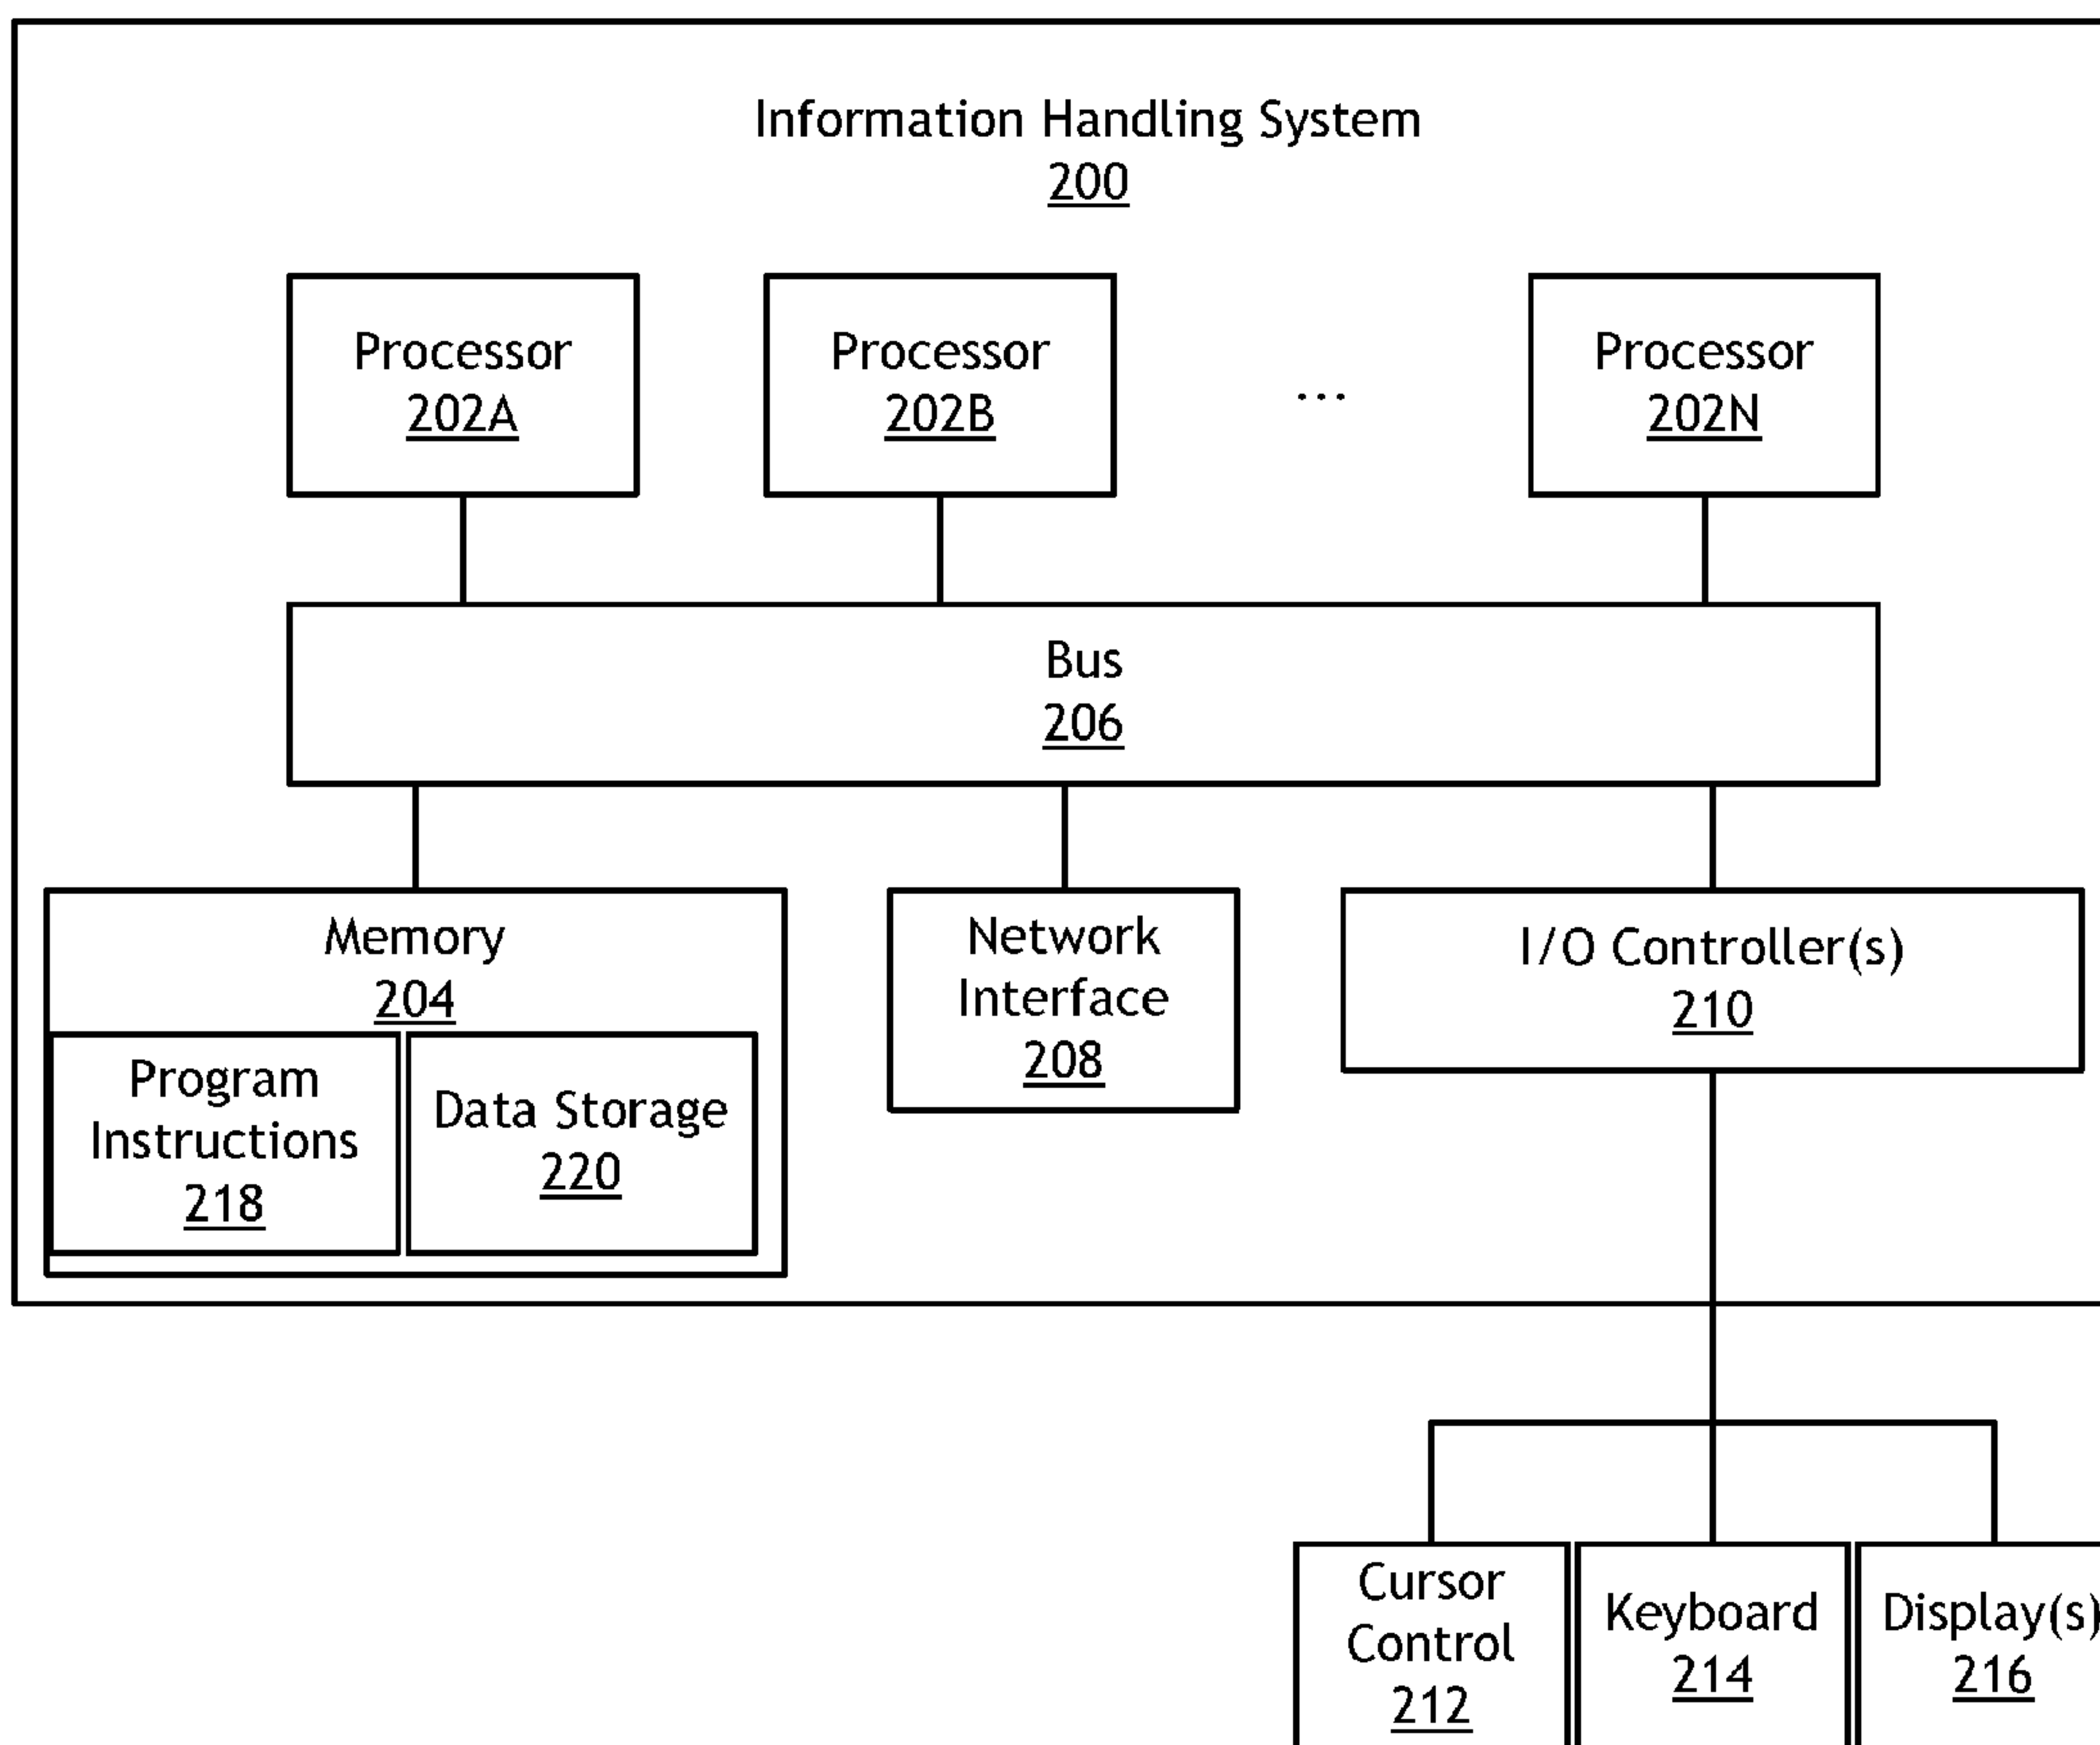 Information Handling System
200
Processor
202A
Processor
202B
...
Processor
202N
Bus
206
Memory
204
Program
Instructions
218
Data Storage
220
Network
Interface
208
I/O Controller(s)
210
Cursor
Control
212
Keyboard
214
Display(s)
216